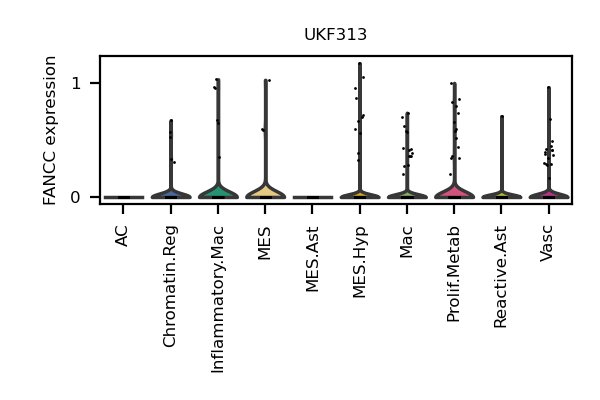 UKF313
FANCC expression
1
0
AC
Chromatin.Reg
Inflammatory.Mac
MES
MES.Ast
MES.Hyp
Mac
Prolif.Metab
Reactive.Ast
Vasc